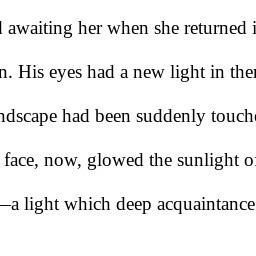 awaiting her when she returned i
n. His eyes had a new light in ther
ndscape had been suddenly touch
face, now, glowed the sunlight o
—a light which deep acquaintance